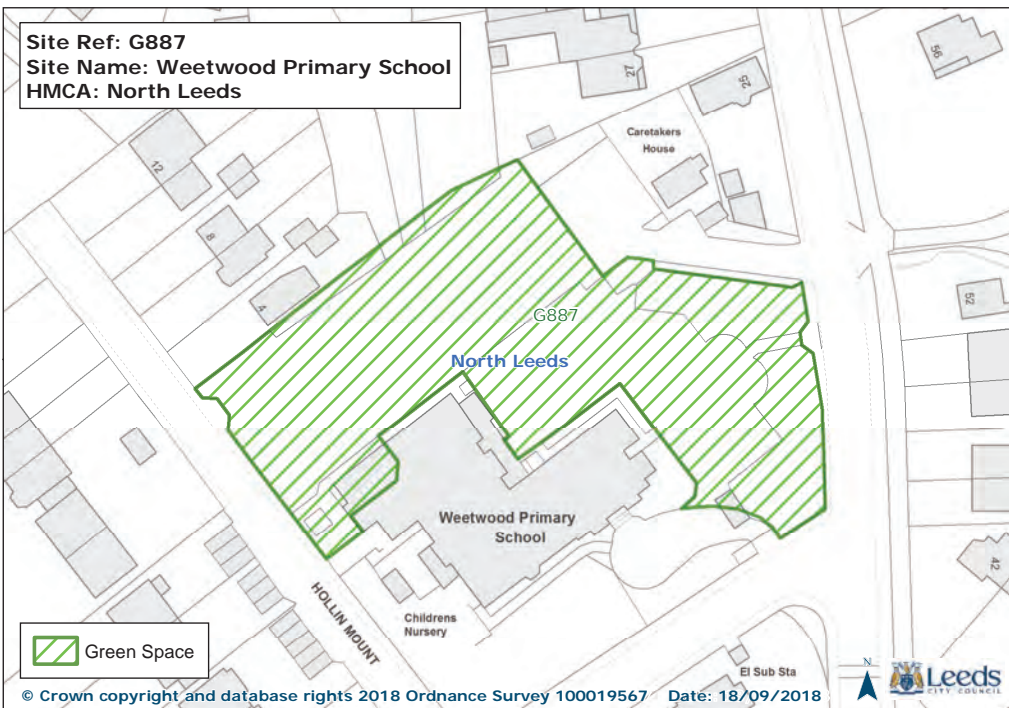 Site Ref: G887
Site Name: Weetwood Primary School
HMCA: North Leeds
27
56
25
Caretakers
House
12
8
4
52
G887
North Leeds
Weetwood Primary
School
42
HOLLIN MOUNT
Childrens
Nursery
Green Space
El Sub Sta
N
Leeds
CITY COUNCIL
© Crown copyright and database rights 2018 Ordnance Survey 100019567 Date: 18/09/2018